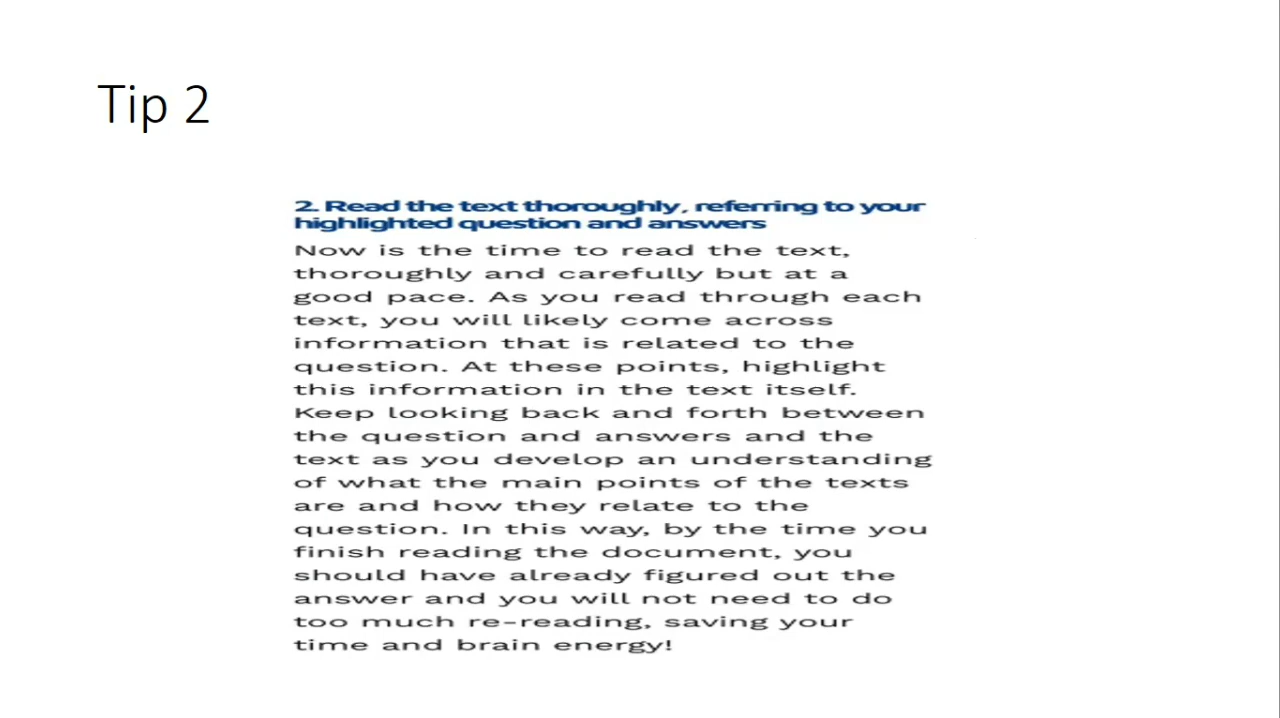 Tip 2
2. Read the text thoroughly, referring to your
highlighted question and answers
Now is the time to read the text,
thoroughly and carefully but at a
good pace. As you read through each
text, you will likely come across
information that is related to the
question. At these points, highlight
this information in the text itself.
Keep looking back and forth between
the question and answers and the
text as you develop an understanding
of what the main points of the texts
are and how they relate to the
question. In this way, by the time you
finish reading the document, you
should have already figured out the
answer and you will not need to do
too much re-reading, saving your
time and brain energy!